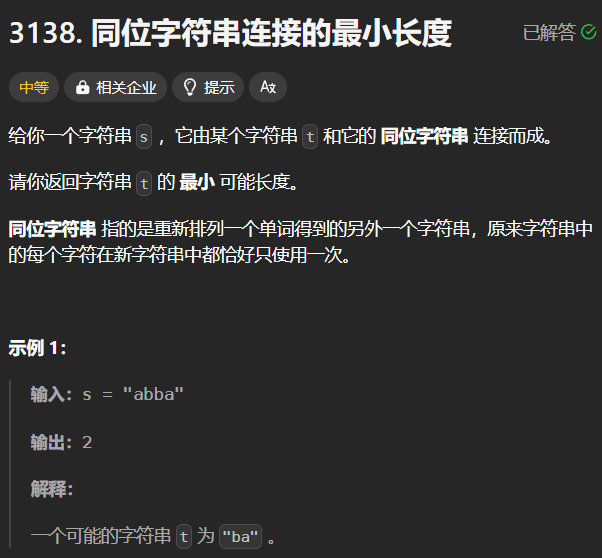 3138. 同位字符串连接的最小长度
已解答
中等 相关企业 提示
给你一个字符串 s ，它由某个字符串 t 和它的 同位字符串 连接而成。
请你返回字符串 t 的 最小 可能长度。
同位字符串 指的是重新排列一个单词得到的另外一个字符串，原来字符串中
的每个字符在新字符串中都恰好只使用一次。
示例 1：
输入：s = "abba"
输出：2
解释：
一个可能的字符串 t 为 "ba" 。